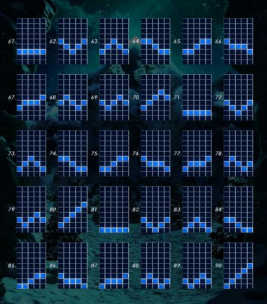 61. 62. 63. 64. 65. 66.
67. 68. 69. 70. 71. 72.
73. 74. 75. 76. 77. 78.
79. 80. 81. 82. 83. 84.
85. 86. 87. 88. 89. 90.